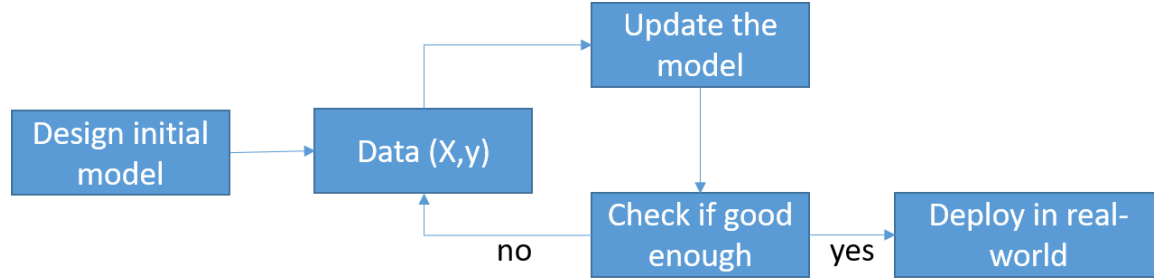 Update the
model
Design initial
model
Data (X,y)
Check if good
enough
Deploy in real-
world
no
yes